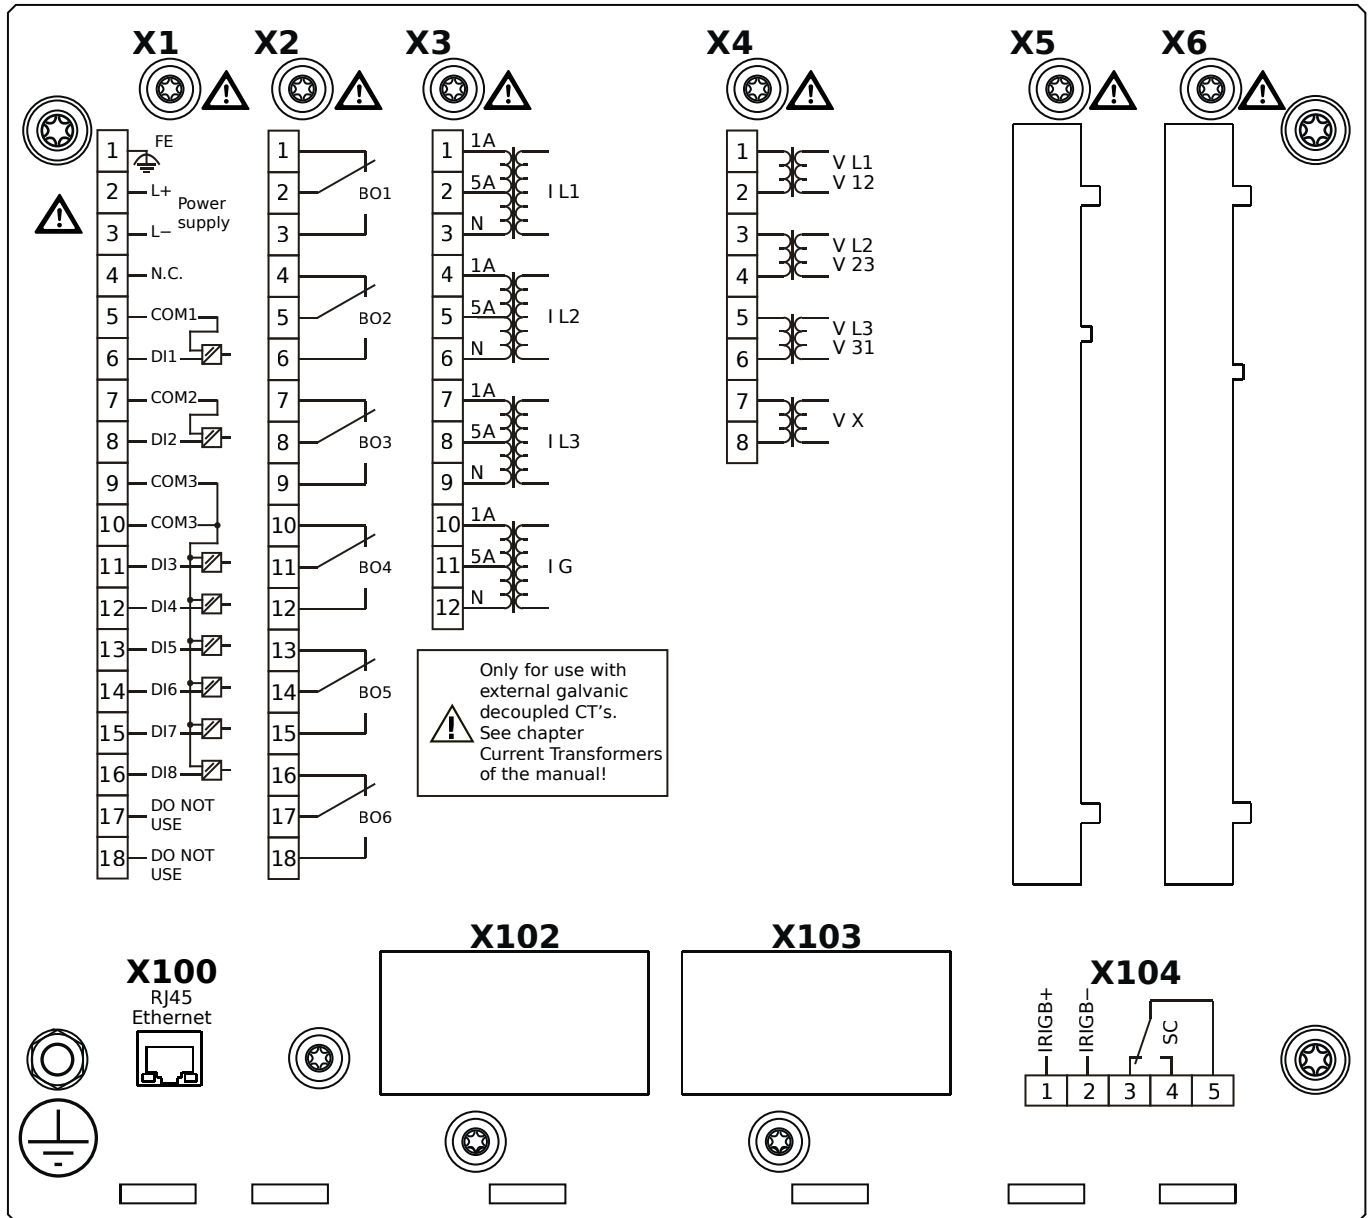 X1
X2
X3
X4
X5
X6
1
FE
2
L+
Power
supply
3
L−
4
N.C.
5
COM1
6
DI1
7
COM2
8
DI2
9
COM3
10
COM3
11
DI3
12
DI4
13
DI5
14
DI6
15
DI7
16
DI8
17
DO NOT
USE
18
DO NOT
USE
1
2
BO1
3
4
5
BO2
6
7
8
BO3
9
10
11
BO4
12
13
14
BO5
15
16
17
BO6
18
1
1A
2
5A
I L1
3
N
4
1A
5
5A
I L2
6
N
7
1A
8
5A
I L3
9
N
10
1A
11
5A
I G
12
N
Only for use with
external galvanic
decoupled CT's.
See chapter
Current Transformers
of the manual!
1
V L1
2
V 12
3
V L2
4
V 23
5
V L3
6
V 31
7
V X
8
X100
RJ45
Ethernet
X102
X103
X104
IRIGB+
IRIGB−
SC
1
2
3
4
5